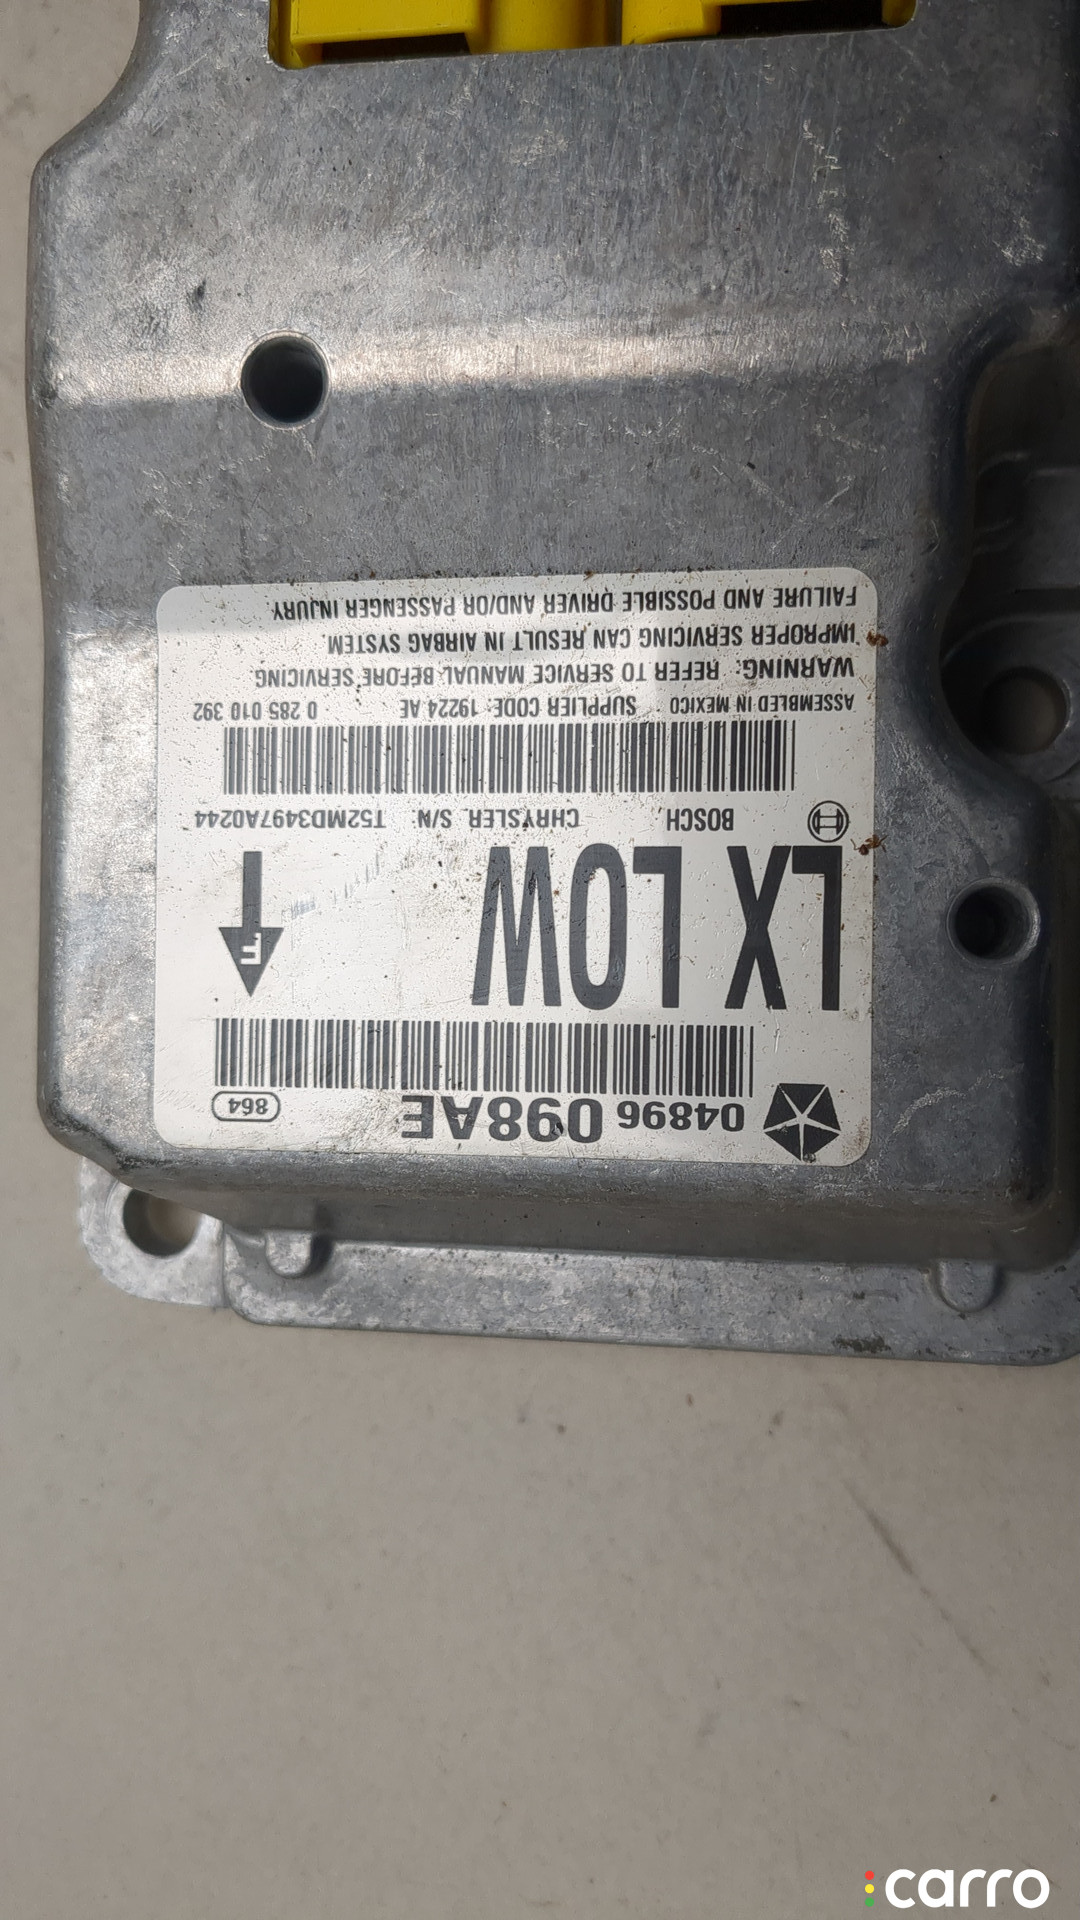 04896 098AE 864
LX LOW F.
BOSCH, CHRYSLER S/N: T52MD3497A0244
ASSEMBLED IN MEXICO SUPPLIER CODE: 19224 AE 0 285 010 392
WARNING: REFER TO SERVICE MANUAL BEFORE SERVICING.
IMPROPER SERVICING CAN RESULT IN AIRBAG SYSTEM.
FAILURE AND POSSIBLE DRIVER AND/OR PASSENGER INJURY.
carro